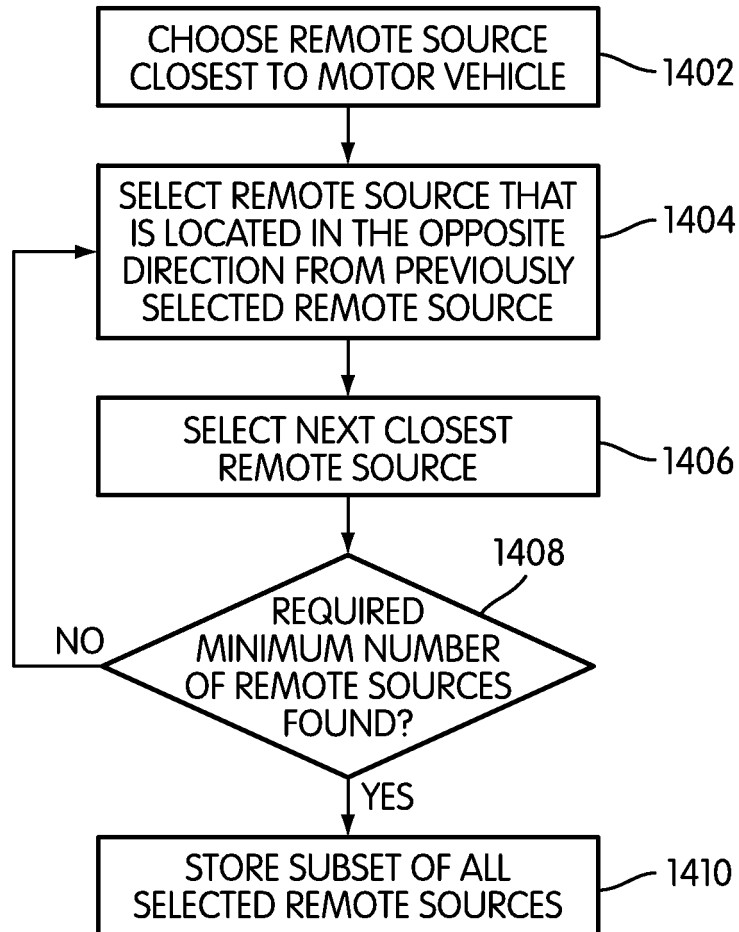 CHOOSE REMOTE SOURCE
CLOSEST TO MOTOR VEHICLE
1402
SELECT REMOTE SOURCE THAT
IS LOCATED IN THE OPPOSITE
DIRECTION FROM PREVIOUSLY
SELECTED REMOTE SOURCE
1404
SELECT NEXT CLOSEST
REMOTE SOURCE
1406
1408
REQUIRED
MINIMUM NUMBER
OF REMOTE SOURCES
FOUND?
NO
YES
STORE SUBSET OF ALL
SELECTED REMOTE SOURCES
1410